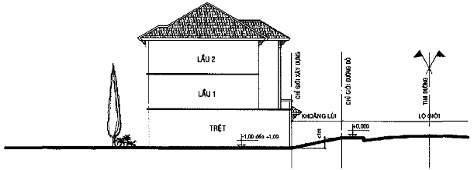 LẦU 2
LẦU 1
TRỆT
CHỈ GIỚI XÂY DỰNG
CHỈ GIỚI ĐƯỜNG ĐỎ
TIM ĐƯỜNG
KHOẢNG LÙI
LỘ GIỚI
±0,000